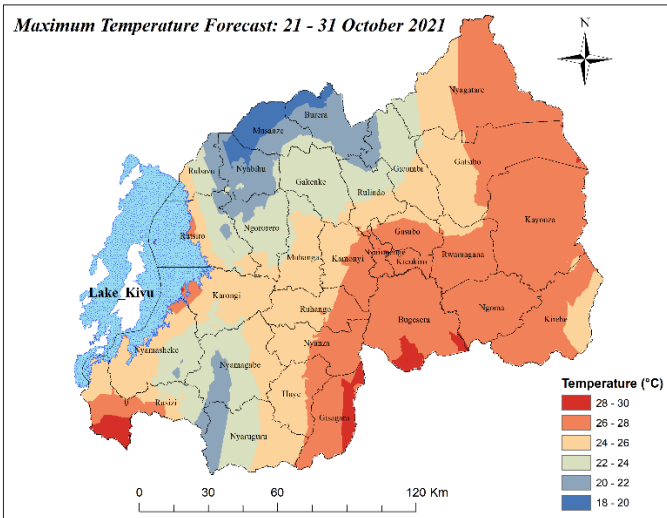 Maximum Temperature Forecast: 21 - 31 October 2021
N
Nyagatare
Burera
Musanze
Gatsibo
Gicumbi
Rubavu
Nyabihu
Gakenke
Rulindo
Kayonza
Ngororero
Rutsiro
Gasabo
Muhanga
Kamonyi
Nyarugenge
Kicukiro
Rwamagana
Lake_Kivu
Karongi
Ruhango
Bugesera
Ngoma
Kirehe
Nyanza
Nyamasheke
Nyamagabe
Huye
Rusizi
Gisagara
Nyaruguru
Temperature (°C)
28 - 30
26 - 28
24 - 26
22 - 24
20 - 22
18 - 20
0 30 60 120 Km